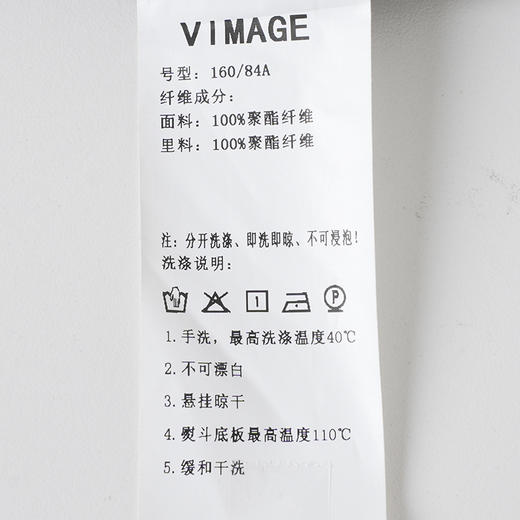 VIMAGE
号型：160/84A
纤维成分：
面料：100%聚酯纤维
里料：100%聚酯纤维
注：分开洗涤、即洗即晾、不可浸泡！
洗涤说明：
P
1.手洗，最高洗涤温度40℃
2.不可漂白
3.悬挂晾干
4.熨斗底板最高温度110℃
5.缓和干洗